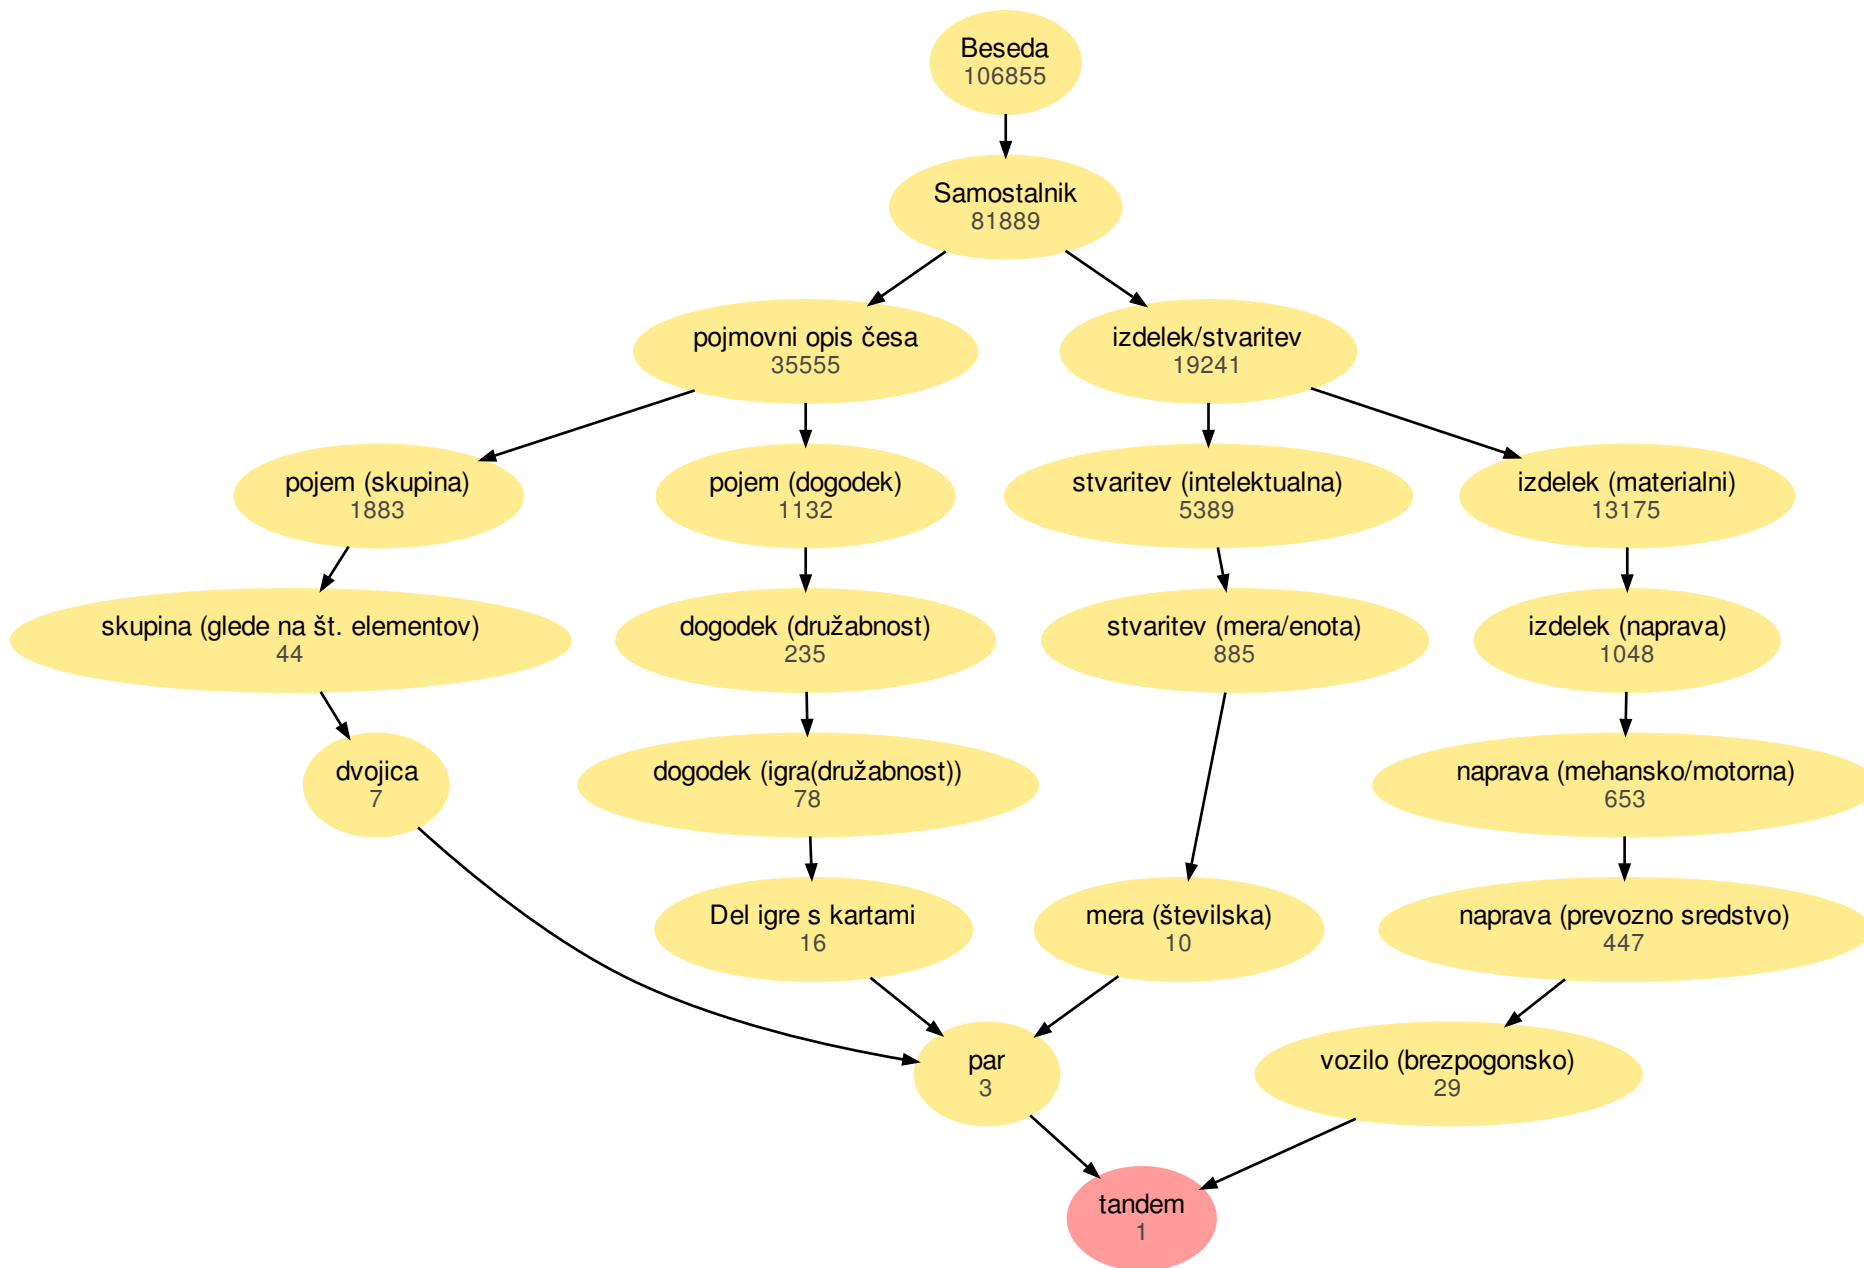 Beseda
106855
Samostalnik
81889
pojmovni opis česa
35555
izdelek/stvaritev
19241
pojem (skupina)
1883
pojem (dogodek)
1132
stvaritev (intelektualna)
5389
izdelek (materialni)
13175
skupina (glede na št. elementov)
44
dogodek (družabnost)
235
stvaritev (mera/enota)
885
izdelek (naprava)
1048
dvojica
7
dogodek (igra(družabnost))
78
naprava (mehansko/motorna)
653
Del igre s kartami
16
mera (številska)
10
naprava (prevozno sredstvo)
447
par
3
vozilo (brezpogonsko)
29
tandem
1